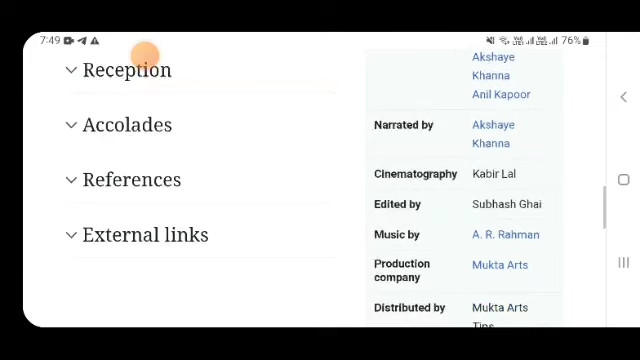 7:49
76%
Reception
Accolades
References
External links
Akshaye
Khanna
Anil Kapoor
Narrated by
Akshaye
Khanna
Cinematography Kabir Lal
Edited by Subhash Ghai
Music by A. R. Rahman
Production Mukta Arts
company
Distributed by Mukta Arts
Tips